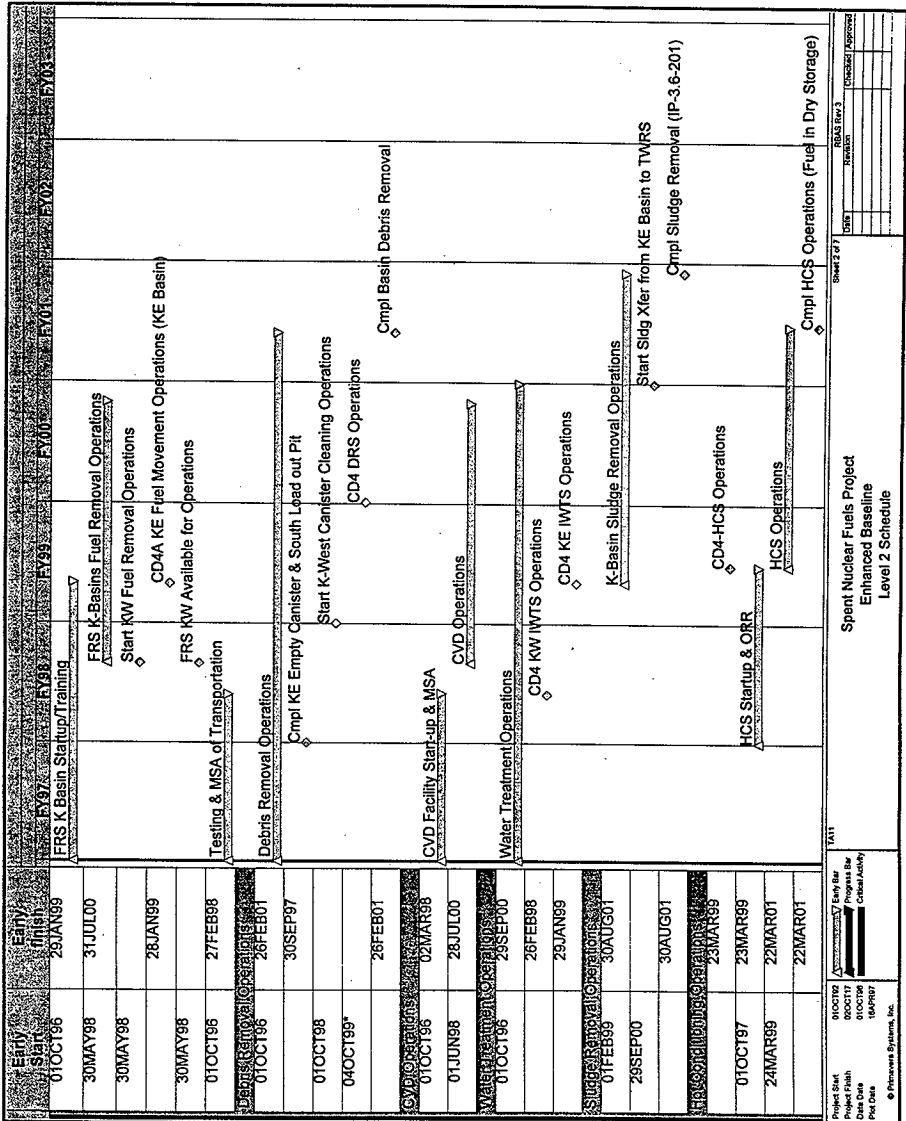 Early Start Early Finish FY97 FY98 FY99 FY00 FY01 FY02 FY03
01OCT96 29JAN99 FRS K Basin Startup/Training
30MAY98 31JUL00 FRS K-Basins Fuel Removal Operations
30MAY98 Start KW Fuel Removal Operations
28JAN99 CD4A KE Fuel Movement Operations (KE Basin)
30MAY98 FRS KW Available for Operations
01OCT96 27FEB98 Testing & MSA of Transportation
Debris Removal Operations
01OCT96 26FEB01 Debris Removal Operations
30SEP97 Cmpl KE Empty Canister & South Load out Pit
01OCT98 Start K-West Canister Cleaning Operations
04OCT99* CD4 DRS Operations
26FEB01 Cmpl Basin Debris Removal
CVD Operations
01OCT96 02MAR98 CVD Facility Start-up & MSA
01JUN98 28JUL00 CVD Operations
Water Treatment Operations
01OCT96 29SEP00 Water Treatment Operations
26FEB98 CD4 KW IWTS Operations
29JAN99 CD4 KE IWTS Operations
Sludge Removal Operations
01FEB99 30AUG01 K-Basin Sludge Removal Operations
29SEP00 Start Sldg Xfer from KE Basin to TWRS
30AUG01 Cmpl Sludge Removal (IP-3.6-201)
Hot Conditioning Operations
23MAR99 CD4-HCS Operations
01OCT97 23MAR99 HCS Startup & ORR
24MAR99 22MAR01 HCS Operations
22MAR01 Cmpl HCS Operations (Fuel in Dry Storage)
Project Start 01OCT92
Project Finish 02OCT17
Data Date 01OCT96
Plot Date 16APR97
© Primavera Systems, Inc.
Early Bar
Progress Bar
Critical Activity
TA11
Spent Nuclear Fuels Project
Enhanced Baseline
Level 2 Schedule
Sheet 2 of 7
RBAS Rev 3
Date Revision Checked Approved